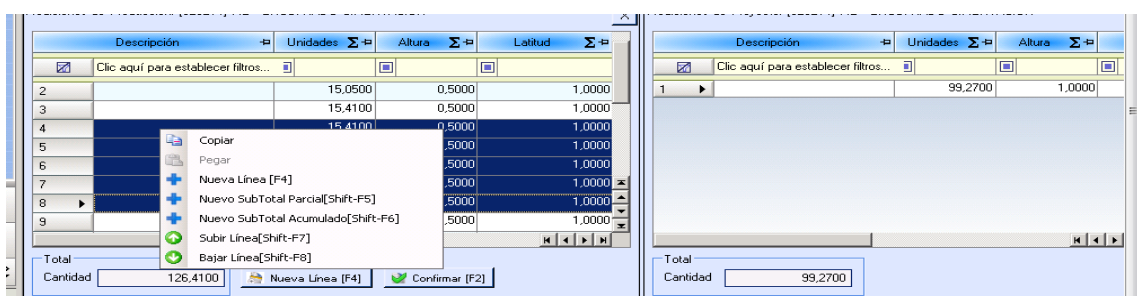 Descripción Unidades Σ Altura Σ Latitud Σ
Clic aquí para establecer filtros...
2 15,0500 0,5000 1,0000
3 15,4100 0,5000 1,0000
4 15,4100 0,5000 1,0000
5 ,5000 1,0000
6 ,5000 1,0000
7 ,5000 1,0000
8 ,5000 1,0000
9 ,5000 1,0000
Copiar
Pegar
Nueva Línea [F4]
Nuevo SubTotal Parcial[Shift-F5]
Nuevo SubTotal Acumulado[Shift-F6]
Subir Línea[Shift-F7]
Bajar Línea[Shift-F8]
Total
Cantidad 126,4100 Nueva Línea [F4] Confirmar [F2]
Descripción Unidades Σ Altura Σ
Clic aquí para establecer filtros...
1 99,2700 1,0000
Total
Cantidad 99,2700